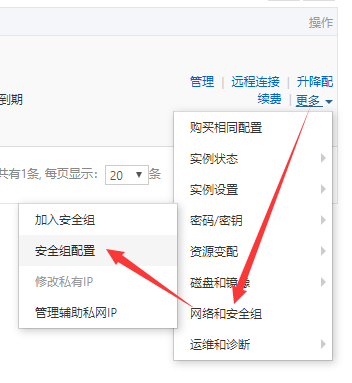 操作
管理 | 远程连接 | 升降配
到期
续费 | 更多
购买相同配置
实例状态
共有1条, 每页显示: 20 条
实例设置
密码/密钥
加入安全组
资源变配
安全组配置
磁盘和镜像
修改私有IP
网络和安全组
管理辅助私网IP
运维和诊断